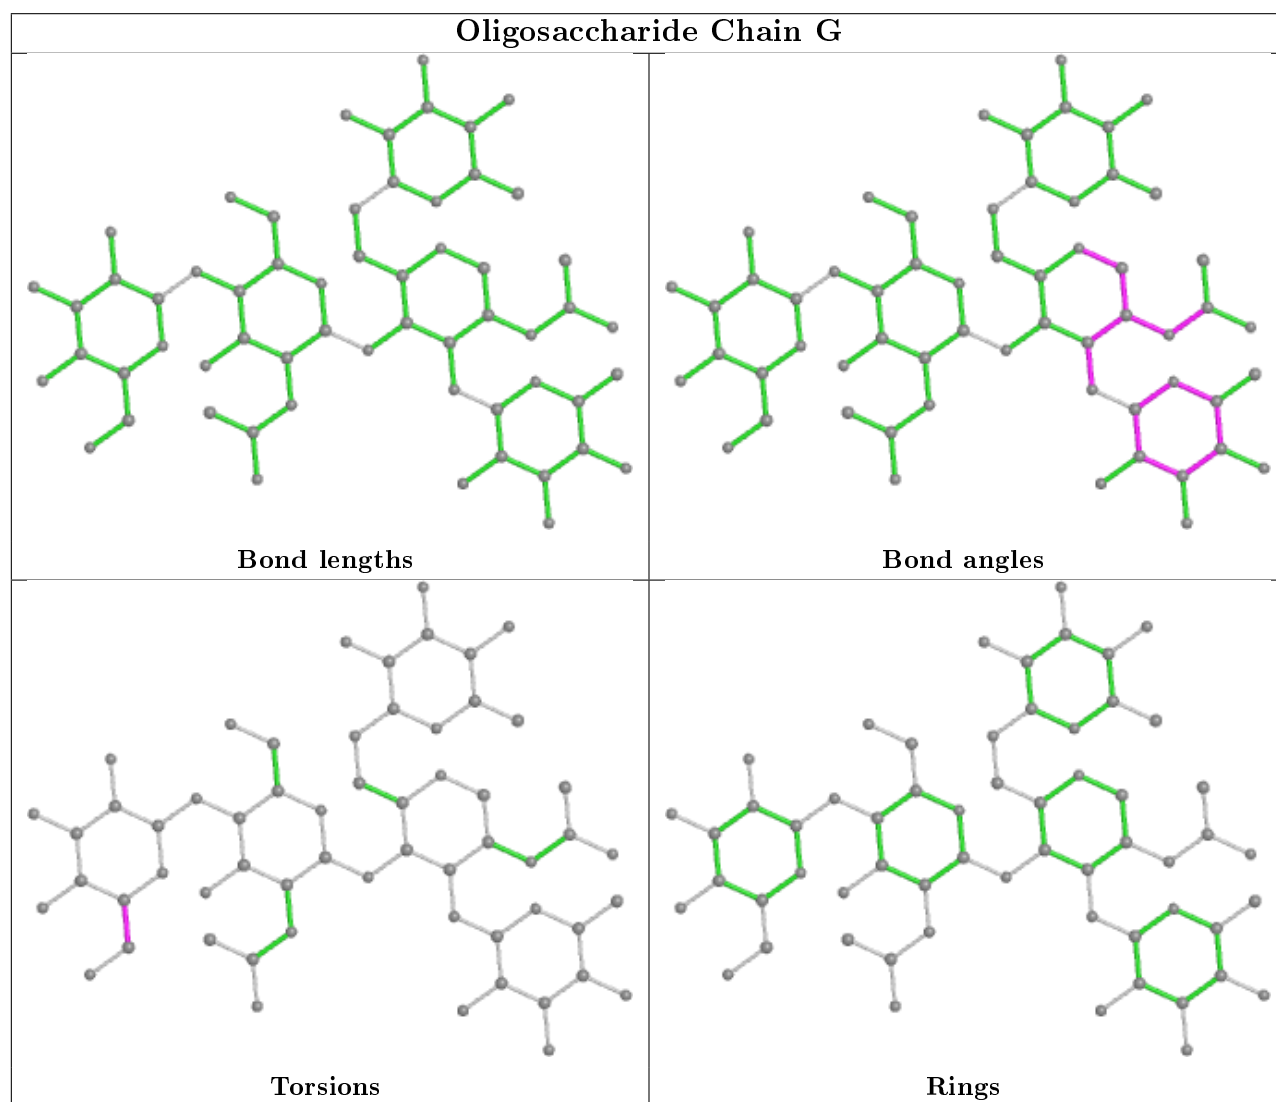 Oligosaccharide Chain G
Bond lengths
Bond angles
Torsions
Rings